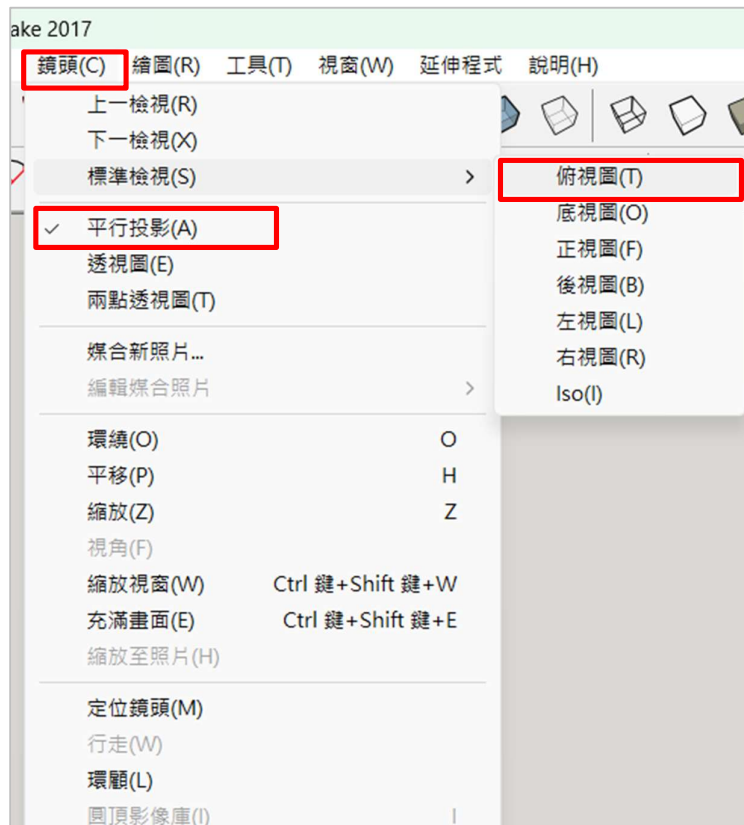 ake 2017
鏡頭(C) 繪圖(R) 工具(T) 視窗(W) 延伸程式 說明(H)
上一檢視(R)
下一檢視(X)
標準檢視(S)
平行投影(A)
透視圖(E)
兩點透視圖(T)
媒合新照片...
編輯媒合照片
環繞(O) O
平移(P) H
縮放(Z) Z
視角(F)
縮放視窗(W) Ctrl 鍵+Shift 鍵+W
充滿畫面(E) Ctrl 鍵+Shift 鍵+E
縮放至照片(H)
定位鏡頭(M)
行走(W)
環顧(L)
圓頂影像庫(I) I
俯視圖(T)
底視圖(O)
正視圖(F)
後視圖(B)
左視圖(L)
右視圖(R)
Iso(I)